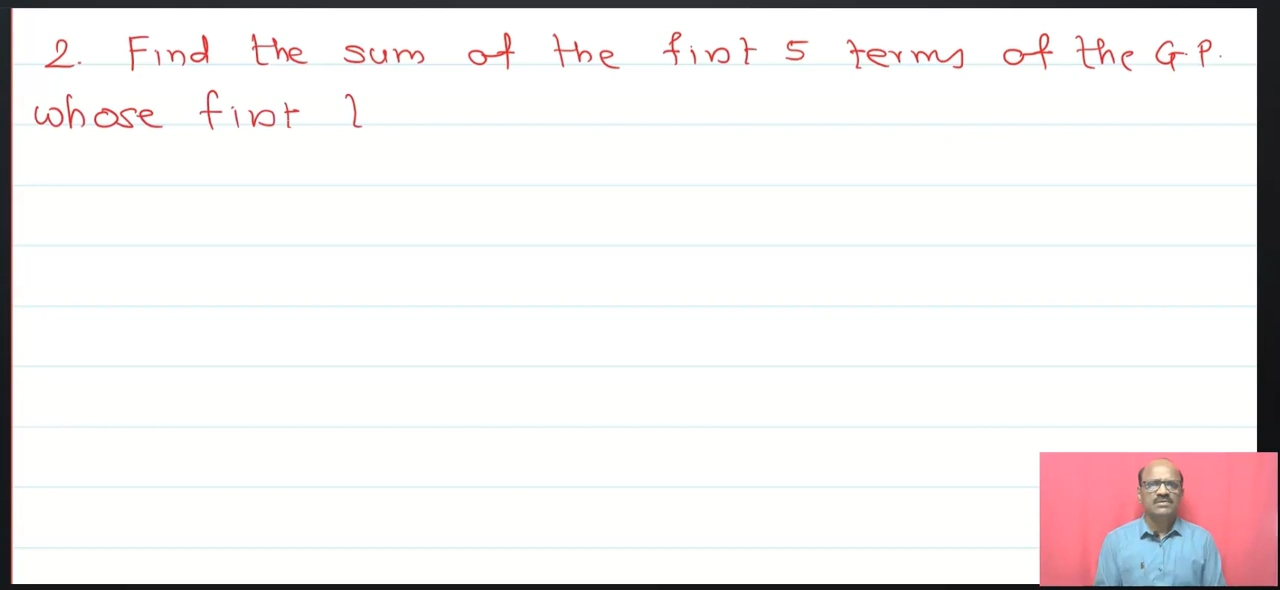 2. Find the sum of the first 5 terms of the G.P.
whose first